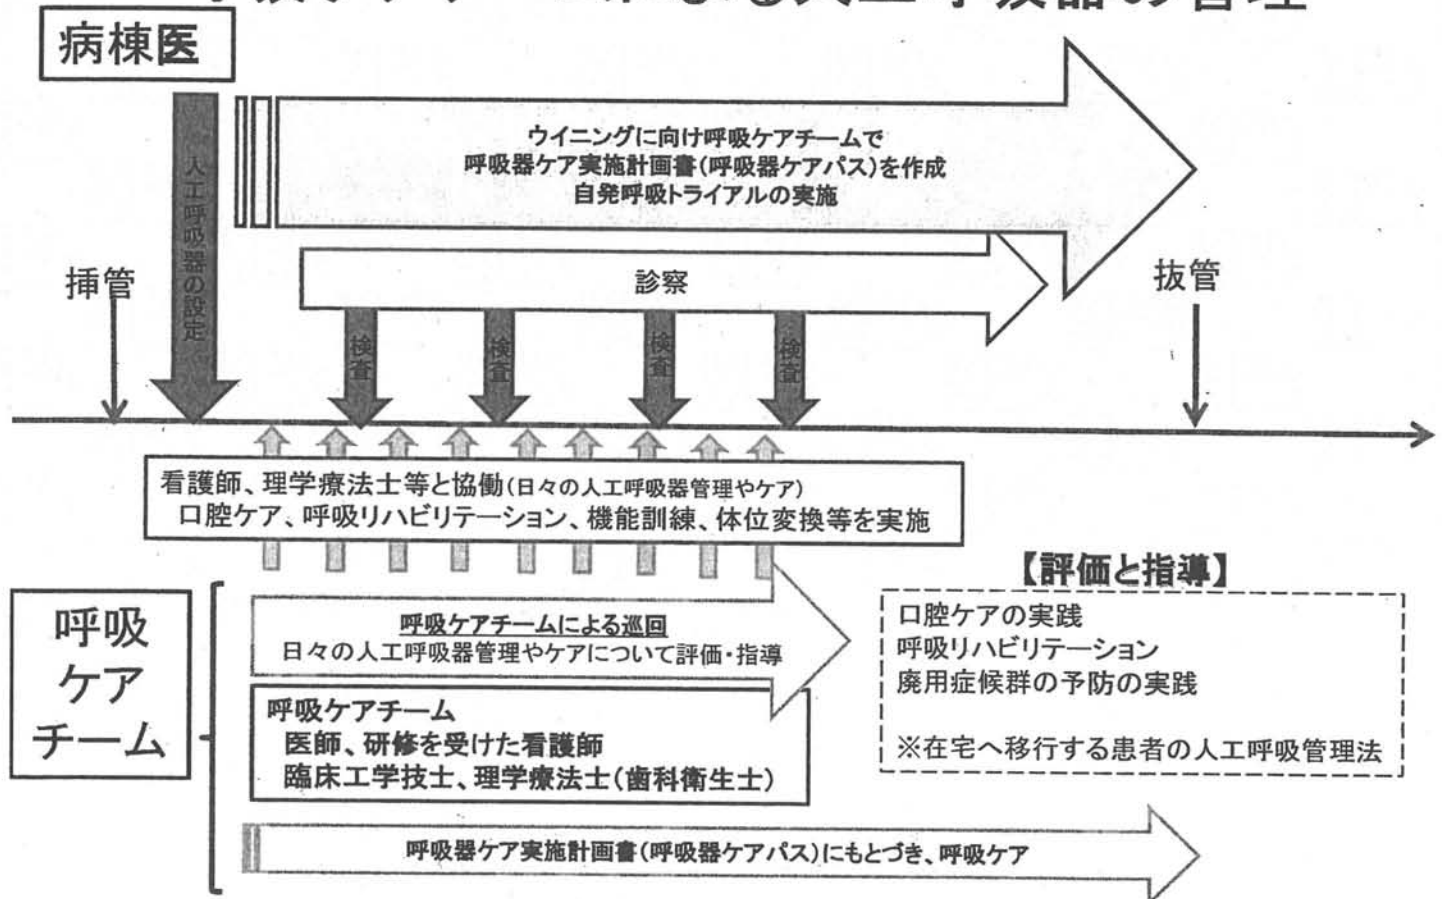 による人工呼吸器の管理
病棟医
人工呼吸器の設定
ウイニングに向け呼吸ケアチームで
呼吸器ケア実施計画書(呼吸器ケアパス)を作成
自発呼吸トライアルの実施
挿管
診察
抜管
検査
検査
検査
検査
看護師、理学療法士等と協働(日々の人工呼吸器管理やケア)
口腔ケア、呼吸リハビリテーション、機能訓練、体位変換等を実施
呼吸
ケア
チーム
呼吸ケアチームによる巡回
日々の人工呼吸器管理やケアについて評価・指導
呼吸ケアチーム
医師、研修を受けた看護師
臨床工学技士、理学療法士(歯科衛生士)
【評価と指導】
口腔ケアの実践
呼吸リハビリテーション
廃用症候群の予防の実践
※在宅へ移行する患者の人工呼吸管理法
呼吸器ケア実施計画書(呼吸器ケアパス)にもとづき、呼吸ケア